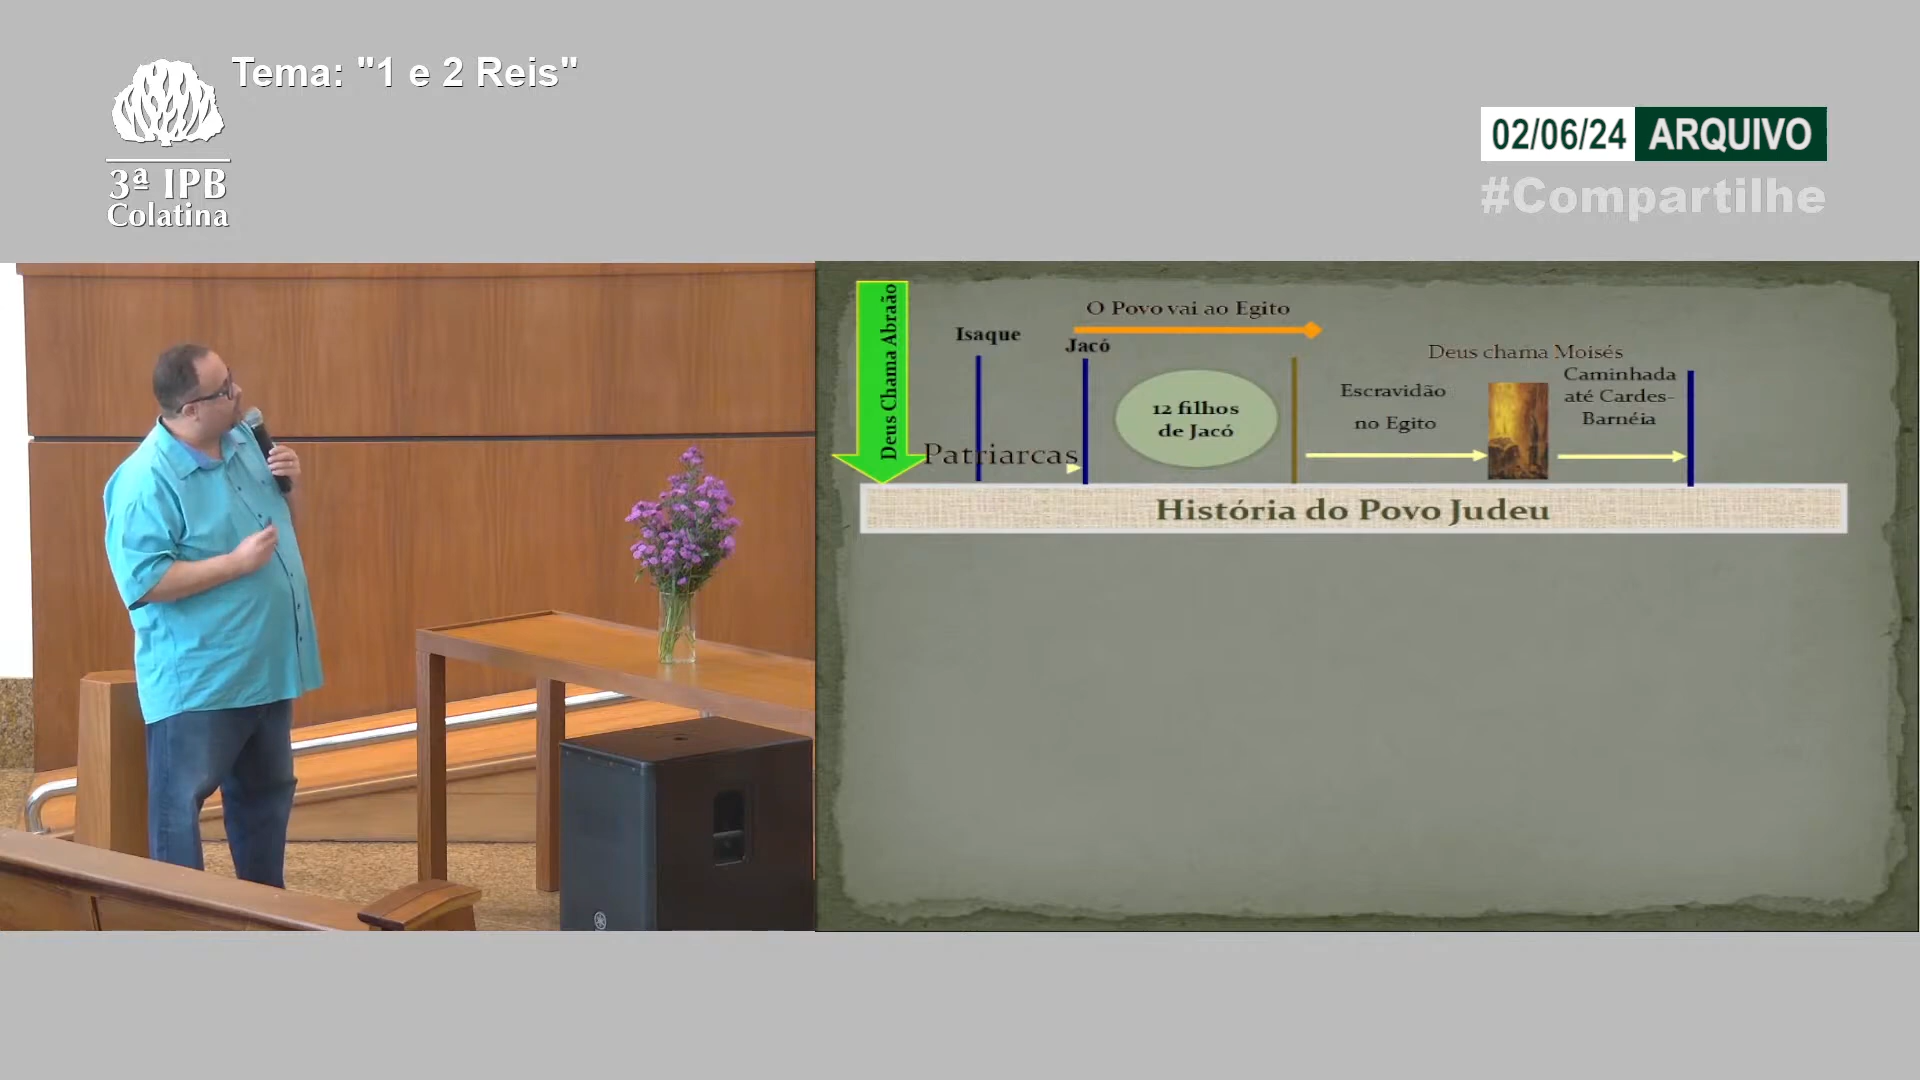 Tema: "1 e 2 Reis"
3ª IPB
Colatina
02/06/24 ARQUIVO
#Compartilhe
Deus Chama Abraão
Isaque
O Povo vai ao Egito
Jacó
Patriarcas
12 filhos
de Jacó
Escravidão
no Egito
Deus chama Moisés
Caminhada
até Cardes-
Barnéia
História do Povo Judeu